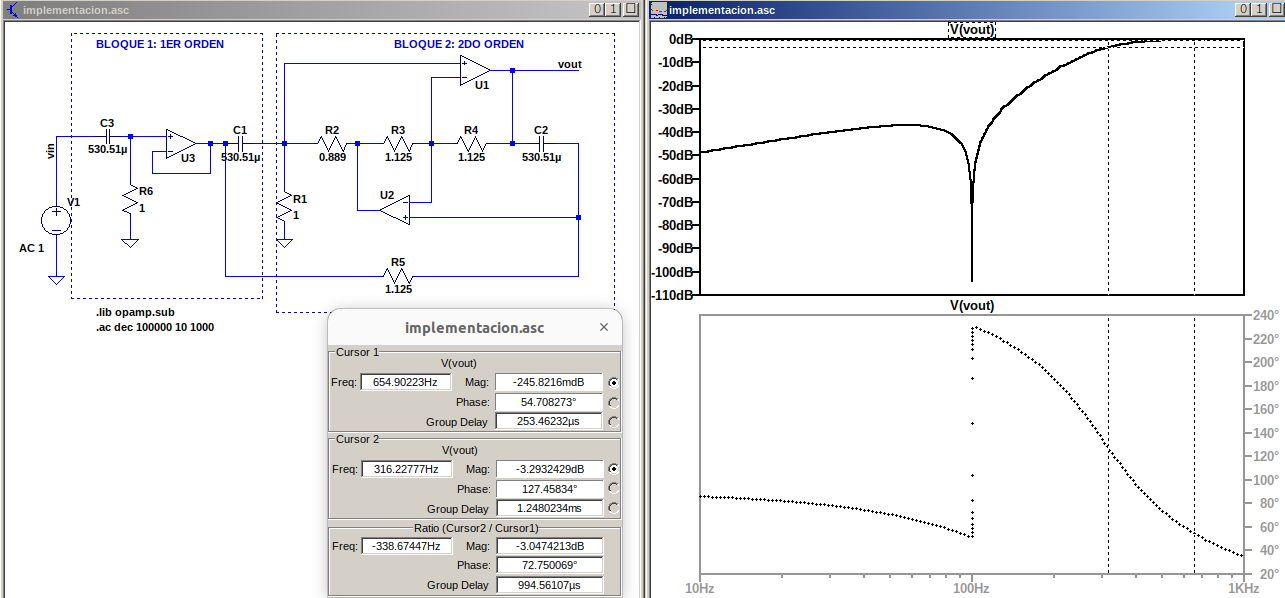 implementacion.asc
BLOQUE 1: 1ER ORDEN
BLOQUE 2: 2DO ORDEN
vout
U1
C3
530.51µ
vin
U3
C1
530.51µ
R2
0.889
R3
1.125
R4
1.125
C2
530.51µ
R6
1
U2
R1
1
V1
AC 1
R5
1.125
.lib opamp.sub
.ac dec 100000 10 1000
implementacion.asc
Cursor 1
V(vout)
Freq: 654.90223Hz Mag: -245.8216mdB
Phase: 54.708273°
Group Delay 253.46232µs
Cursor 2
V(vout)
Freq: 316.22777Hz Mag: -3.2932429dB
Phase: 127.45834°
Group Delay 1.2480234ms
Ratio (Cursor2 / Cursor1)
Freq: -338.67447Hz Mag: -3.0474213dB
Phase: 72.750069°
Group Delay 994.56107µs
implementacion.asc
V(vout)
0dB
-10dB
-20dB
-30dB
-40dB
-50dB
-60dB
-70dB
-80dB
-90dB
-100dB
-110dB
V(vout)
240°
220°
200°
180°
160°
140°
120°
100°
80°
60°
40°
20°
10Hz 100Hz 1KHz